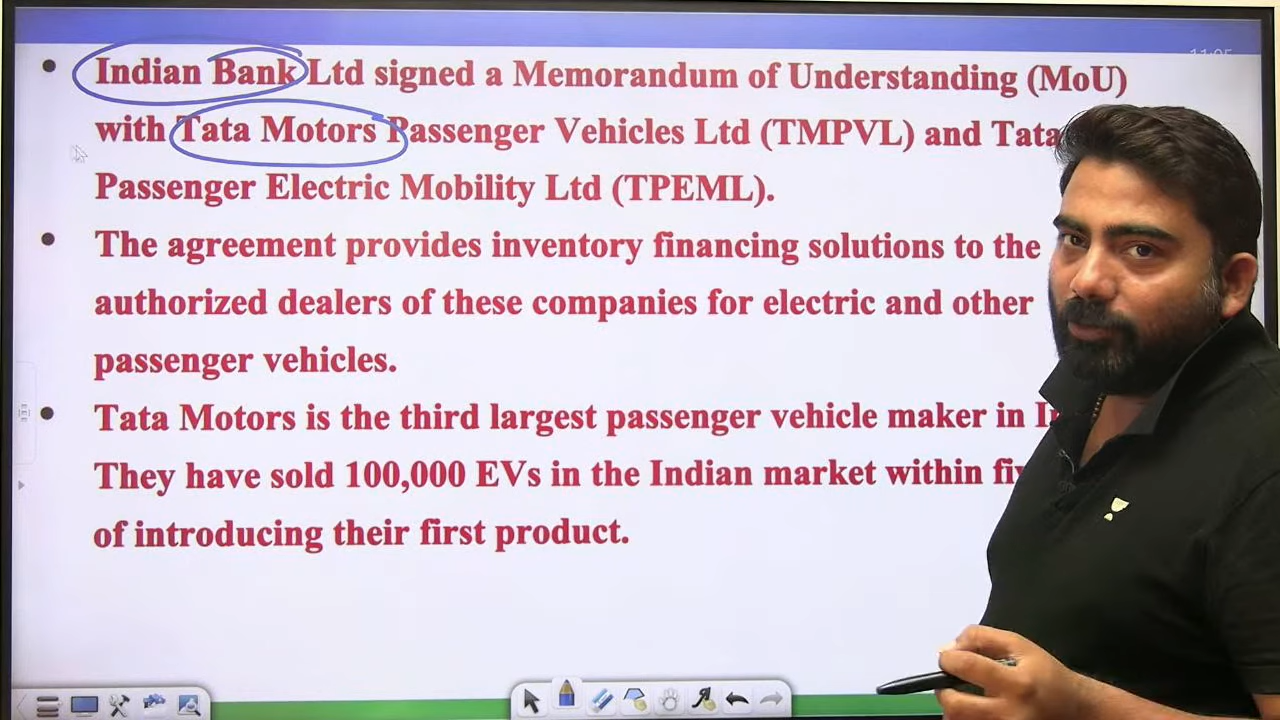 11:05
Indian Bank Ltd signed a Memorandum of Understanding (MoU)
with Tata Motors Passenger Vehicles Ltd (TMPVL) and Tata
Passenger Electric Mobility Ltd (TPEML).
The agreement provides inventory financing solutions to the
authorized dealers of these companies for electric and other
passenger vehicles.
Tata Motors is the third largest passenger vehicle maker in
They have sold 100,000 EVs in the Indian market within
of introducing their first product.